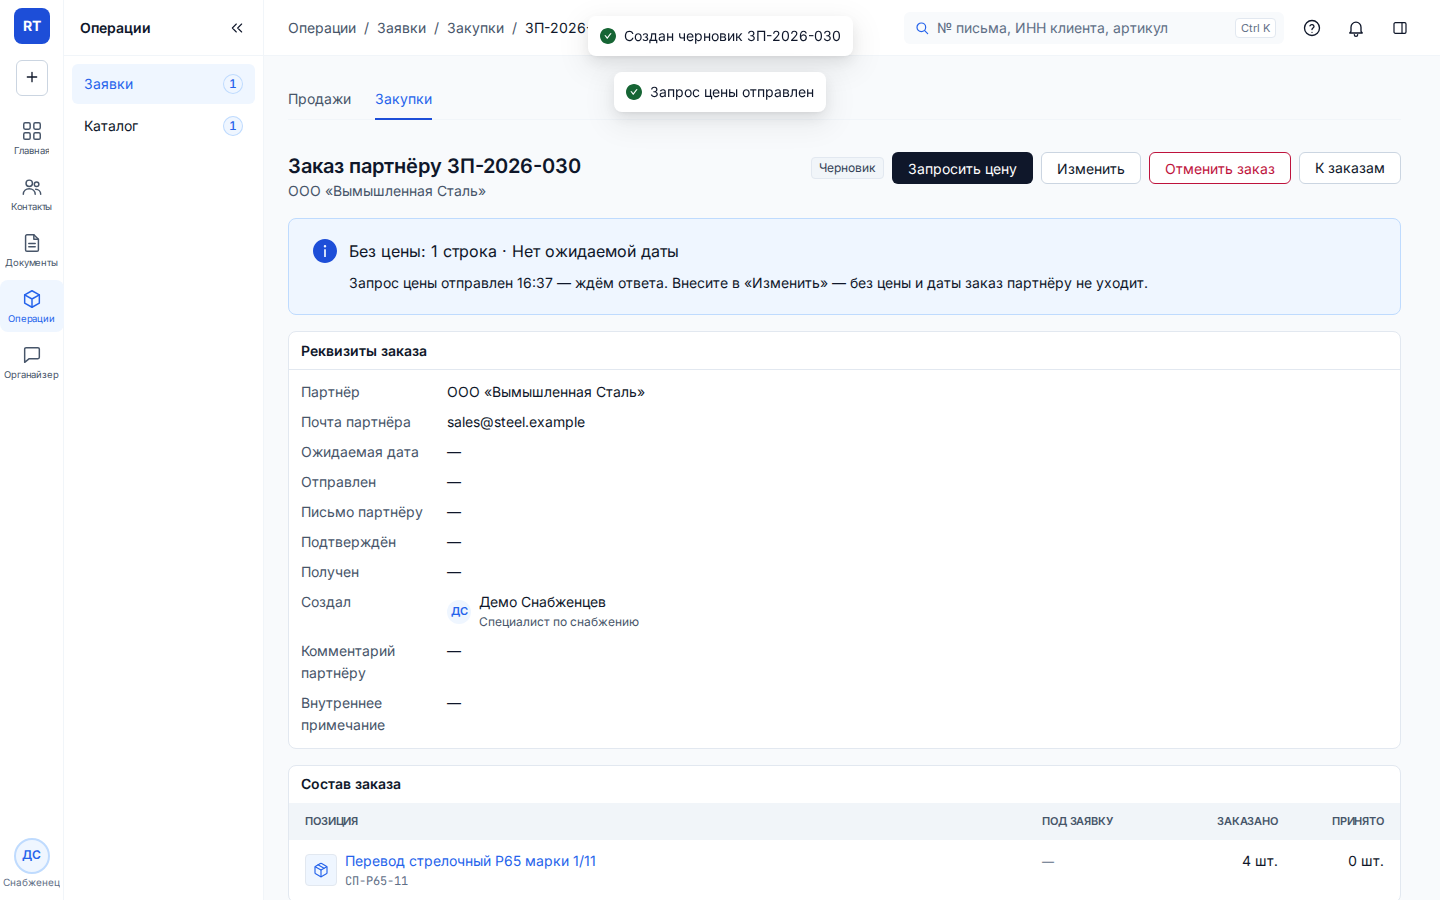 RT
Операции
Операции / Заявки / Закупки / ЗП-2026-
Создан черновик ЗП-2026-030
№ письма, ИНН клиента, артикул
Ctrl K
Запрос цены отправлен
Заявки 1
Каталог 1
Главная
Контакты
Документы
Операции
Органайзер
ДС
Снабженец
Продажи Закупки
Заказ партнёру ЗП-2026-030
ООО «Вымышленная Сталь»
Черновик
Запросить цену
Изменить
Отменить заказ
К заказам
Без цены: 1 строка · Нет ожидаемой даты
Запрос цены отправлен 16:37 — ждём ответа. Внесите в «Изменить» — без цены и даты заказ партнёру не уходит.
Реквизиты заказа
Партнёр ООО «Вымышленная Сталь»
Почта партнёра sales@steel.example
Ожидаемая дата —
Отправлен —
Письмо партнёру —
Подтверждён —
Получен —
Создал ДС Демо Снабженцев
Специалист по снабжению
Комментарий партнёру —
Внутреннее примечание —
Состав заказа
ПОЗИЦИЯ ПОД ЗАЯВКУ ЗАКАЗАНО ПРИНЯТО
Перевод стрелочный Р65 марки 1/11 — 4 шт. 0 шт.
СП-Р65-11